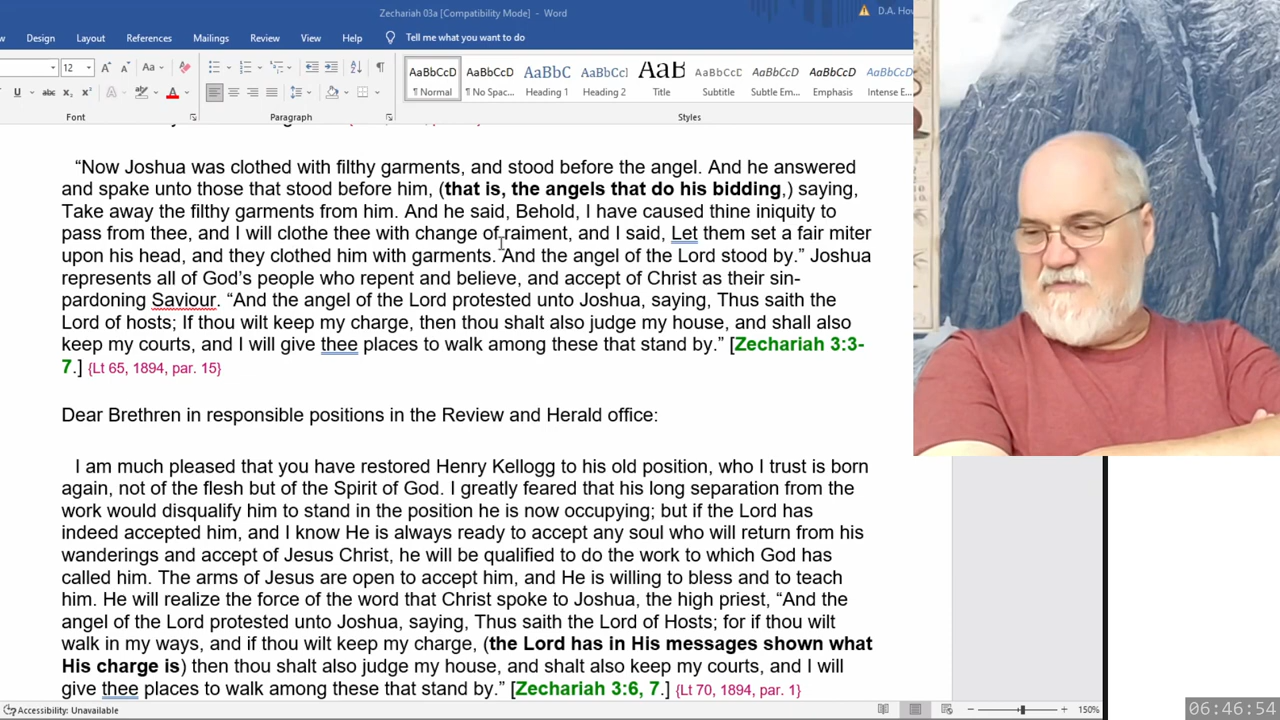 Zechariah 03a [Compatibility Mode] - Word
D.A. Ho
Design Layout References Mailings Review View Help Tell me what you want to do
12 Aa
AaBbCcD AaBbCcD AaBbC AaBbCc AaB AaBbCcD AaBbCcD AaBbCcD AaBbCcD
¶ Normal ¶ No Spac... Heading 1 Heading 2 Title Subtitle Subtle Em... Emphasis Intense E...
Font Paragraph Styles
“Now Joshua was clothed with filthy garments, and stood before the angel. And he answered
and spake unto those that stood before him, (that is, the angels that do his bidding,) saying,
Take away the filthy garments from him. And he said, Behold, I have caused thine iniquity to
pass from thee, and I will clothe thee with change of raiment, and I said, Let them set a fair miter
upon his head, and they clothed him with garments. And the angel of the Lord stood by.” Joshua
represents all of God’s people who repent and believe, and accept of Christ as their sin-
pardoning Saviour. “And the angel of the Lord protested unto Joshua, saying, Thus saith the
Lord of hosts; If thou wilt keep my charge, then thou shalt also judge my house, and shall also
keep my courts, and I will give thee places to walk among these that stand by.” [Zechariah 3:3-
7.] {Lt 65, 1894, par. 15}
Dear Brethren in responsible positions in the Review and Herald office:
I am much pleased that you have restored Henry Kellogg to his old position, who I trust is born
again, not of the flesh but of the Spirit of God. I greatly feared that his long separation from the
work would disqualify him to stand in the position he is now occupying; but if the Lord has
indeed accepted him, and I know He is always ready to accept any soul who will return from his
wanderings and accept of Jesus Christ, he will be qualified to do the work to which God has
called him. The arms of Jesus are open to accept him, and He is willing to bless and to teach
him. He will realize the force of the word that Christ spoke to Joshua, the high priest, “And the
angel of the Lord protested unto Joshua, saying, Thus saith the Lord of Hosts; for if thou wilt
walk in my ways, and if thou wilt keep my charge, (the Lord has in His messages shown what
His charge is) then thou shalt also judge my house, and shalt also keep my courts, and I will
give thee places to walk among these that stand by.” [Zechariah 3:6, 7.] {Lt 70, 1894, par. 1}
Accessibility: Unavailable 150%
06:46:54